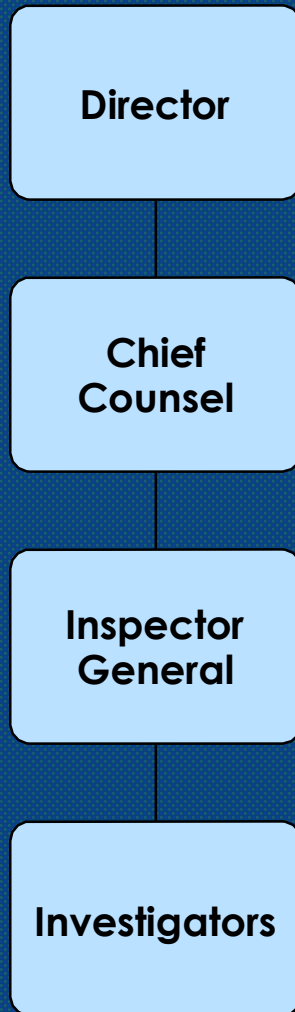 Director
Chief
Counsel
Inspector
General
Investigators